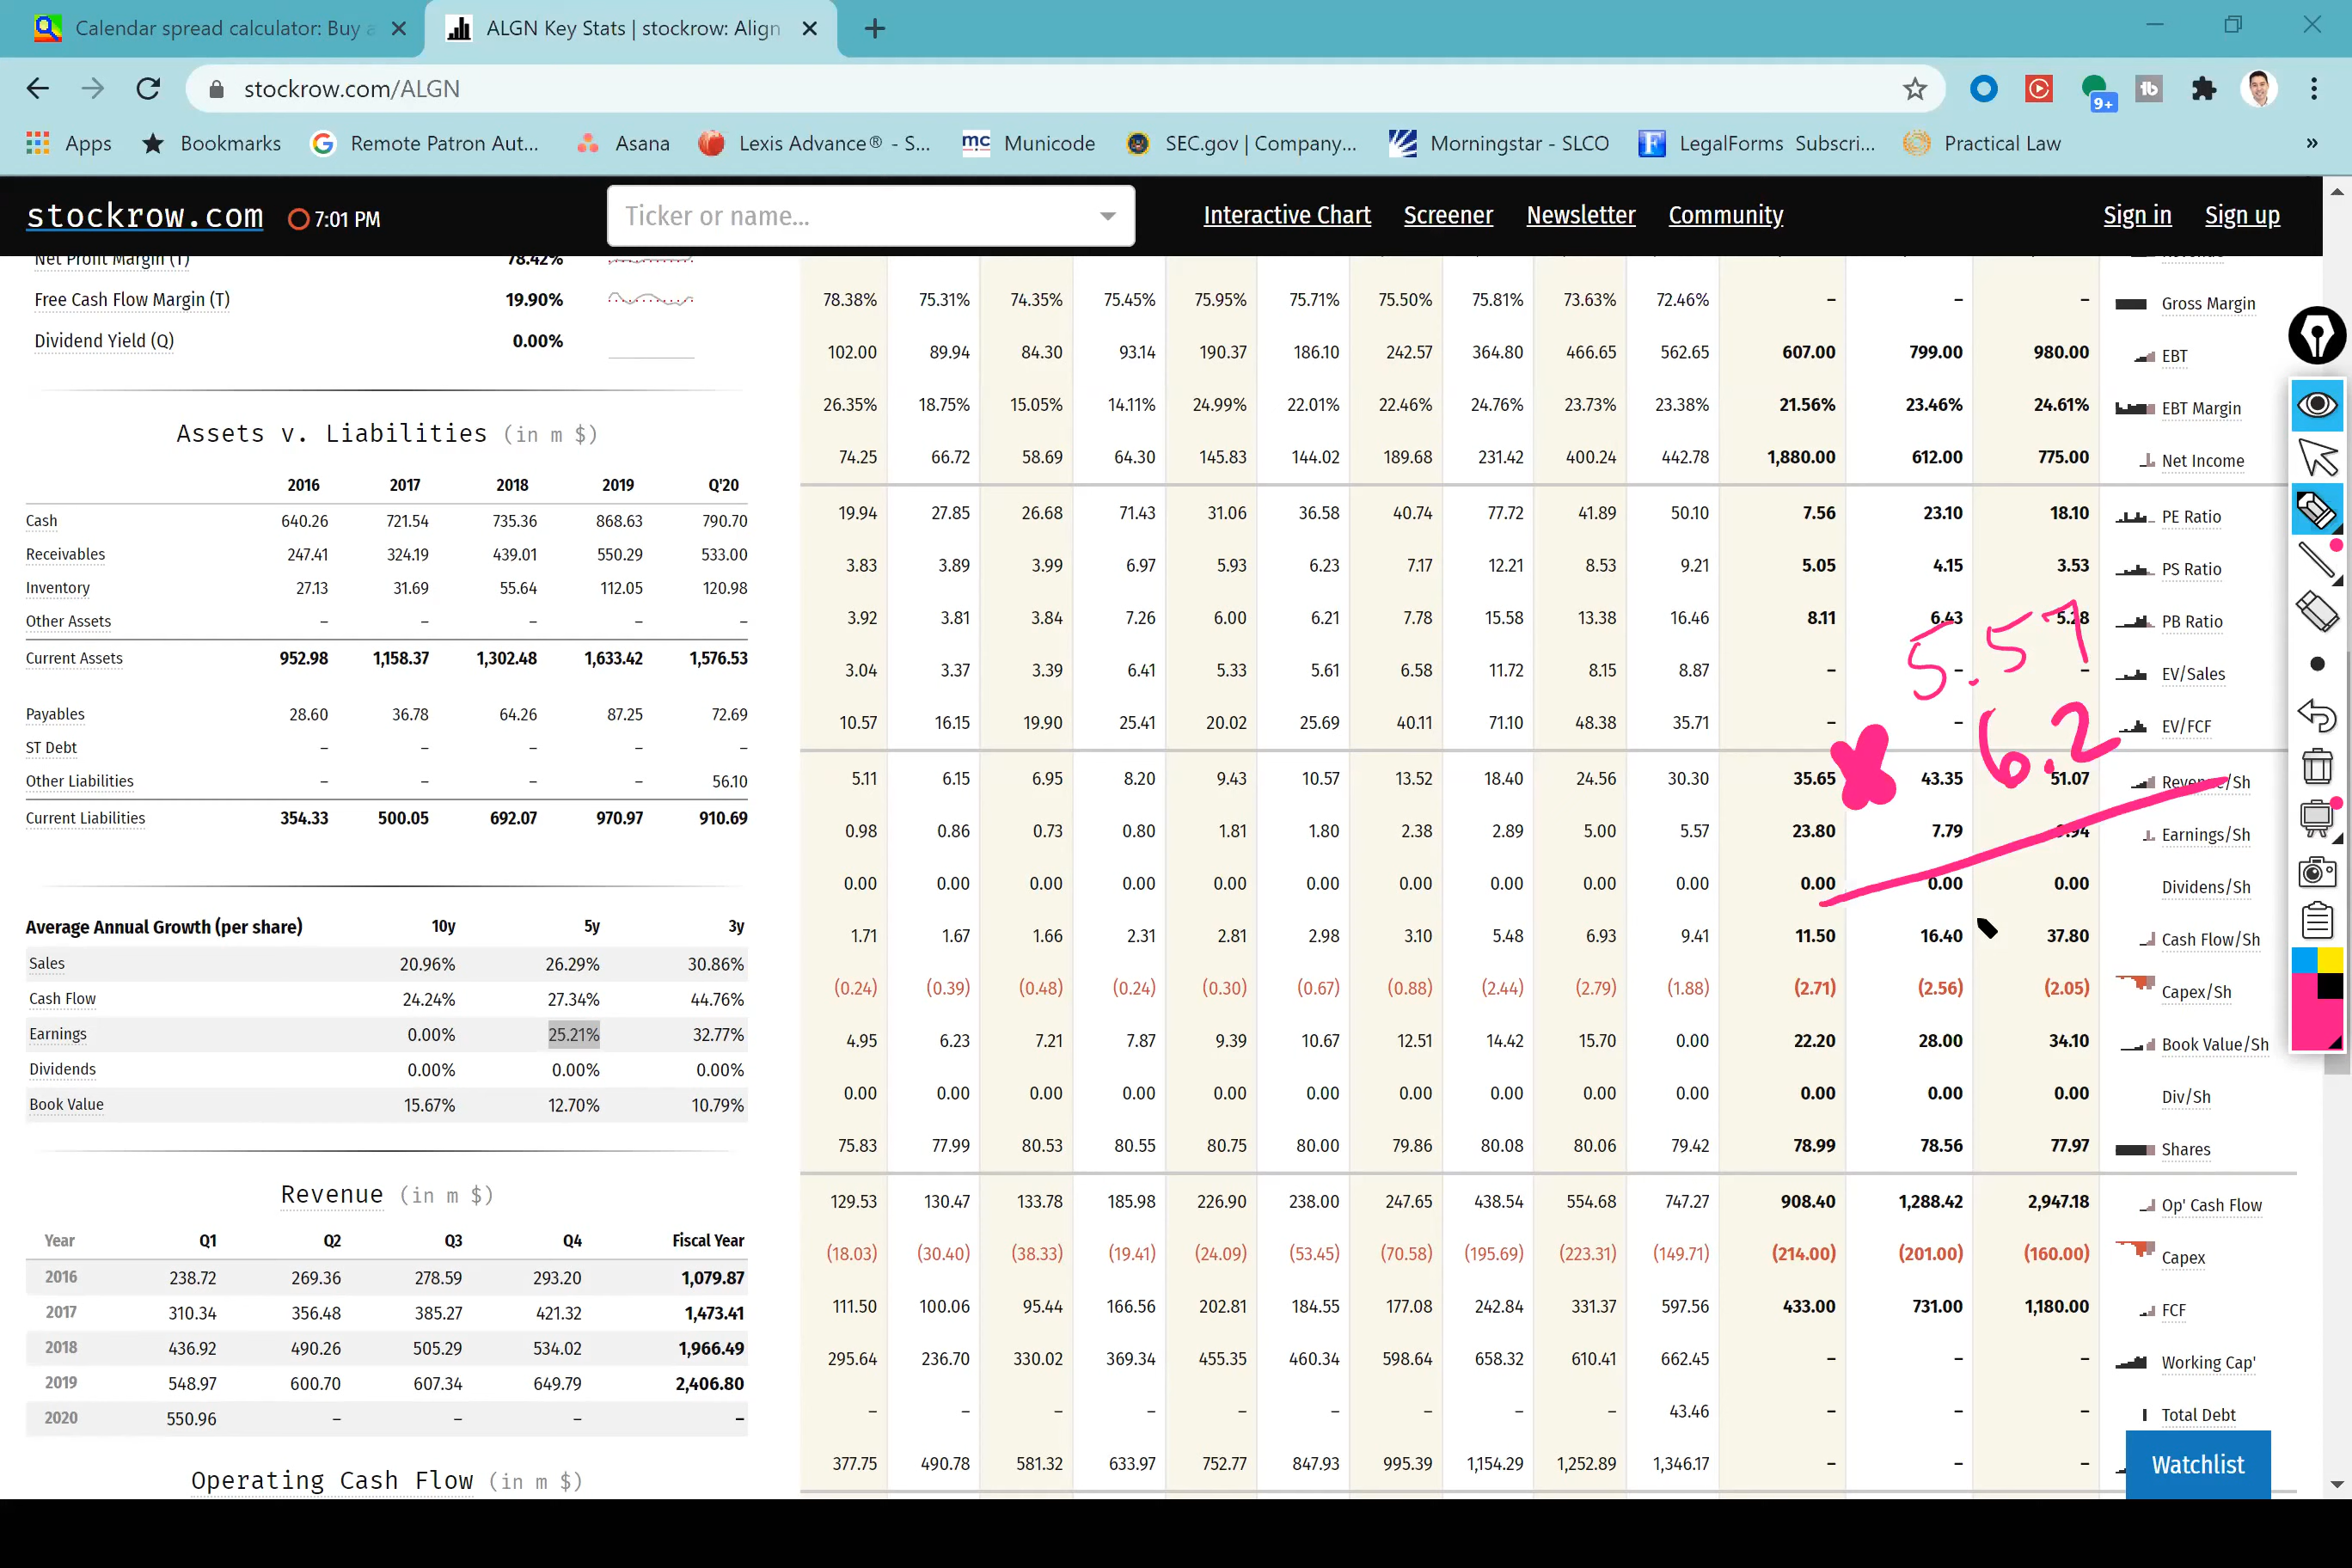 Calendar spread calculator: Buy a
ALGN Key Stats | stockrow: Align
stockrow.com/ALGN
9+
Apps
Bookmarks
Remote Patron Aut...
Asana
Lexis Advance® - S...
mc Municode
SEC.gov | Company...
Morningstar - SLCO
F LegalForms Subscri...
Practical Law
»
stockrow.com 7:01 PM Ticker or name... Interactive Chart Screener Newsletter Community Sign in Sign up
Net Profit Margin (T) 78.42%
Free Cash Flow Margin (T) 19.90%
Dividend Yield (Q) 0.00%
Assets v. Liabilities (in m $)
2016 2017 2018 2019 Q'20
Cash 640.26 721.54 735.36 868.63 790.70
Receivables 247.41 324.19 439.01 550.29 533.00
Inventory 27.13 31.69 55.64 112.05 120.98
Other Assets – – – – –
Current Assets 952.98 1,158.37 1,302.48 1,633.42 1,576.53
Payables 28.60 36.78 64.26 87.25 72.69
ST Debt – – – – –
Other Liabilities – – – – 56.10
Current Liabilities 354.33 500.05 692.07 970.97 910.69
Average Annual Growth (per share) 10y 5y 3y
Sales 20.96% 26.29% 30.86%
Cash Flow 24.24% 27.34% 44.76%
Earnings 0.00% 25.21% 32.77%
Dividends 0.00% 0.00% 0.00%
Book Value 15.67% 12.70% 10.79%
Revenue (in m $)
Year Q1 Q2 Q3 Q4 Fiscal Year
2016 238.72 269.36 278.59 293.20 1,079.87
2017 310.34 356.48 385.27 421.32 1,473.41
2018 436.92 490.26 505.29 534.02 1,966.49
2019 548.97 600.70 607.34 649.79 2,406.80
2020 550.96 – – – –
Operating Cash Flow (in m $)
78.38% 75.31% 74.35% 75.45% 75.95% 75.71% 75.50% 75.81% 73.63% 72.46% – – – Gross Margin
102.00 89.94 84.30 93.14 190.37 186.10 242.57 364.80 466.65 562.65 607.00 799.00 980.00 EBT
26.35% 18.75% 15.05% 14.11% 24.99% 22.01% 22.46% 24.76% 23.73% 23.38% 21.56% 23.46% 24.61% EBT Margin
74.25 66.72 58.69 64.30 145.83 144.02 189.68 231.42 400.24 442.78 1,880.00 612.00 775.00 Net Income
19.94 27.85 26.68 71.43 31.06 36.58 40.74 77.72 41.89 50.10 7.56 23.10 18.10 PE Ratio
3.83 3.89 3.99 6.97 5.93 6.23 7.17 12.21 8.53 9.21 5.05 4.15 3.53 PS Ratio
3.92 3.81 3.84 7.26 6.00 6.21 7.78 15.58 13.38 16.46 8.11 6.43 5.28 PB Ratio
3.04 3.37 3.39 6.41 5.33 5.61 6.58 11.72 8.15 8.87 – – – EV/Sales
10.57 16.15 19.90 25.41 20.02 25.69 40.11 71.10 48.38 35.71 – – EV/FCF
5.11 6.15 6.95 8.20 9.43 10.57 13.52 18.40 24.56 30.30 35.65 43.35 51.07 Revenue/Sh
0.98 0.86 0.73 0.80 1.81 1.80 2.38 2.89 5.00 5.57 23.80 7.79 Earnings/Sh
0.00 0.00 0.00 0.00 0.00 0.00 0.00 0.00 0.00 0.00 0.00 0.00 0.00 Dividens/Sh
1.71 1.67 1.66 2.31 2.81 2.98 3.10 5.48 6.93 9.41 11.50 16.40 37.80 Cash Flow/Sh
(0.24) (0.39) (0.48) (0.24) (0.30) (0.67) (0.88) (2.44) (2.79) (1.88) (2.71) (2.56) (2.05) Capex/Sh
4.95 6.23 7.21 7.87 9.39 10.67 12.51 14.42 15.70 0.00 22.20 28.00 34.10 Book Value/Sh
0.00 0.00 0.00 0.00 0.00 0.00 0.00 0.00 0.00 0.00 0.00 0.00 0.00 Div/Sh
75.83 77.99 80.53 80.55 80.75 80.00 79.86 80.08 80.06 79.42 78.99 78.56 77.97 Shares
129.53 130.47 133.78 185.98 226.90 238.00 247.65 438.54 554.68 747.27 908.40 1,288.42 2,947.18 Op' Cash Flow
(18.03) (30.40) (38.33) (19.41) (24.09) (53.45) (70.58) (195.69) (223.31) (149.71) (214.00) (201.00) (160.00) Capex
111.50 100.06 95.44 166.56 202.81 184.55 177.08 242.84 331.37 597.56 433.00 731.00 1,180.00 FCF
295.64 236.70 330.02 369.34 455.35 460.34 598.64 658.32 610.41 662.45 – – – Working Cap'
– – – – – – – – – 43.46 – – – Total Debt
377.75 490.78 581.32 633.97 752.77 847.93 995.39 1,154.29 1,252.89 1,346.17 – – –
5.57
x 6.2
Watchlist